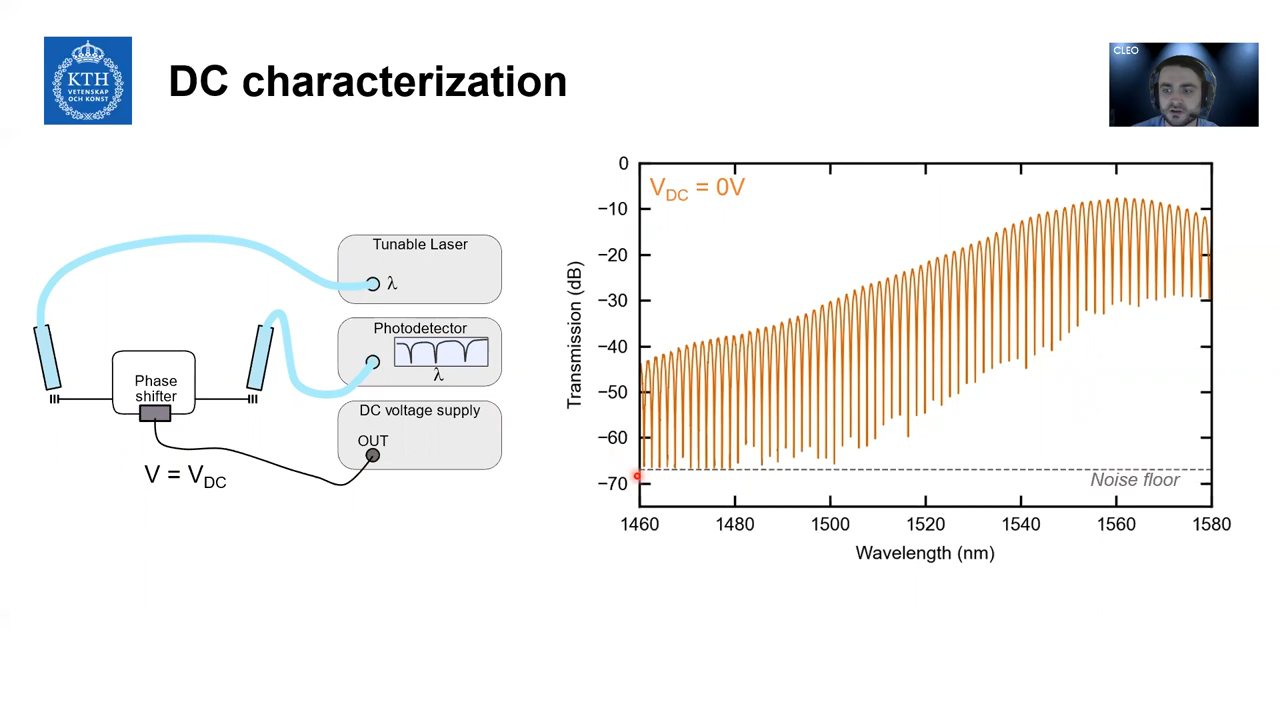 KTH
VETENSKAP
OCH KONST
DC characterization
CLEO
Tunable Laser
λ
Photodetector
λ
DC voltage supply
OUT
Phase
shifter
V = VDC
VDC = 0V
Transmission (dB)
0
−10
−20
−30
−40
−50
−60
−70
Noise floor
1460 1480 1500 1520 1540 1560 1580
Wavelength (nm)